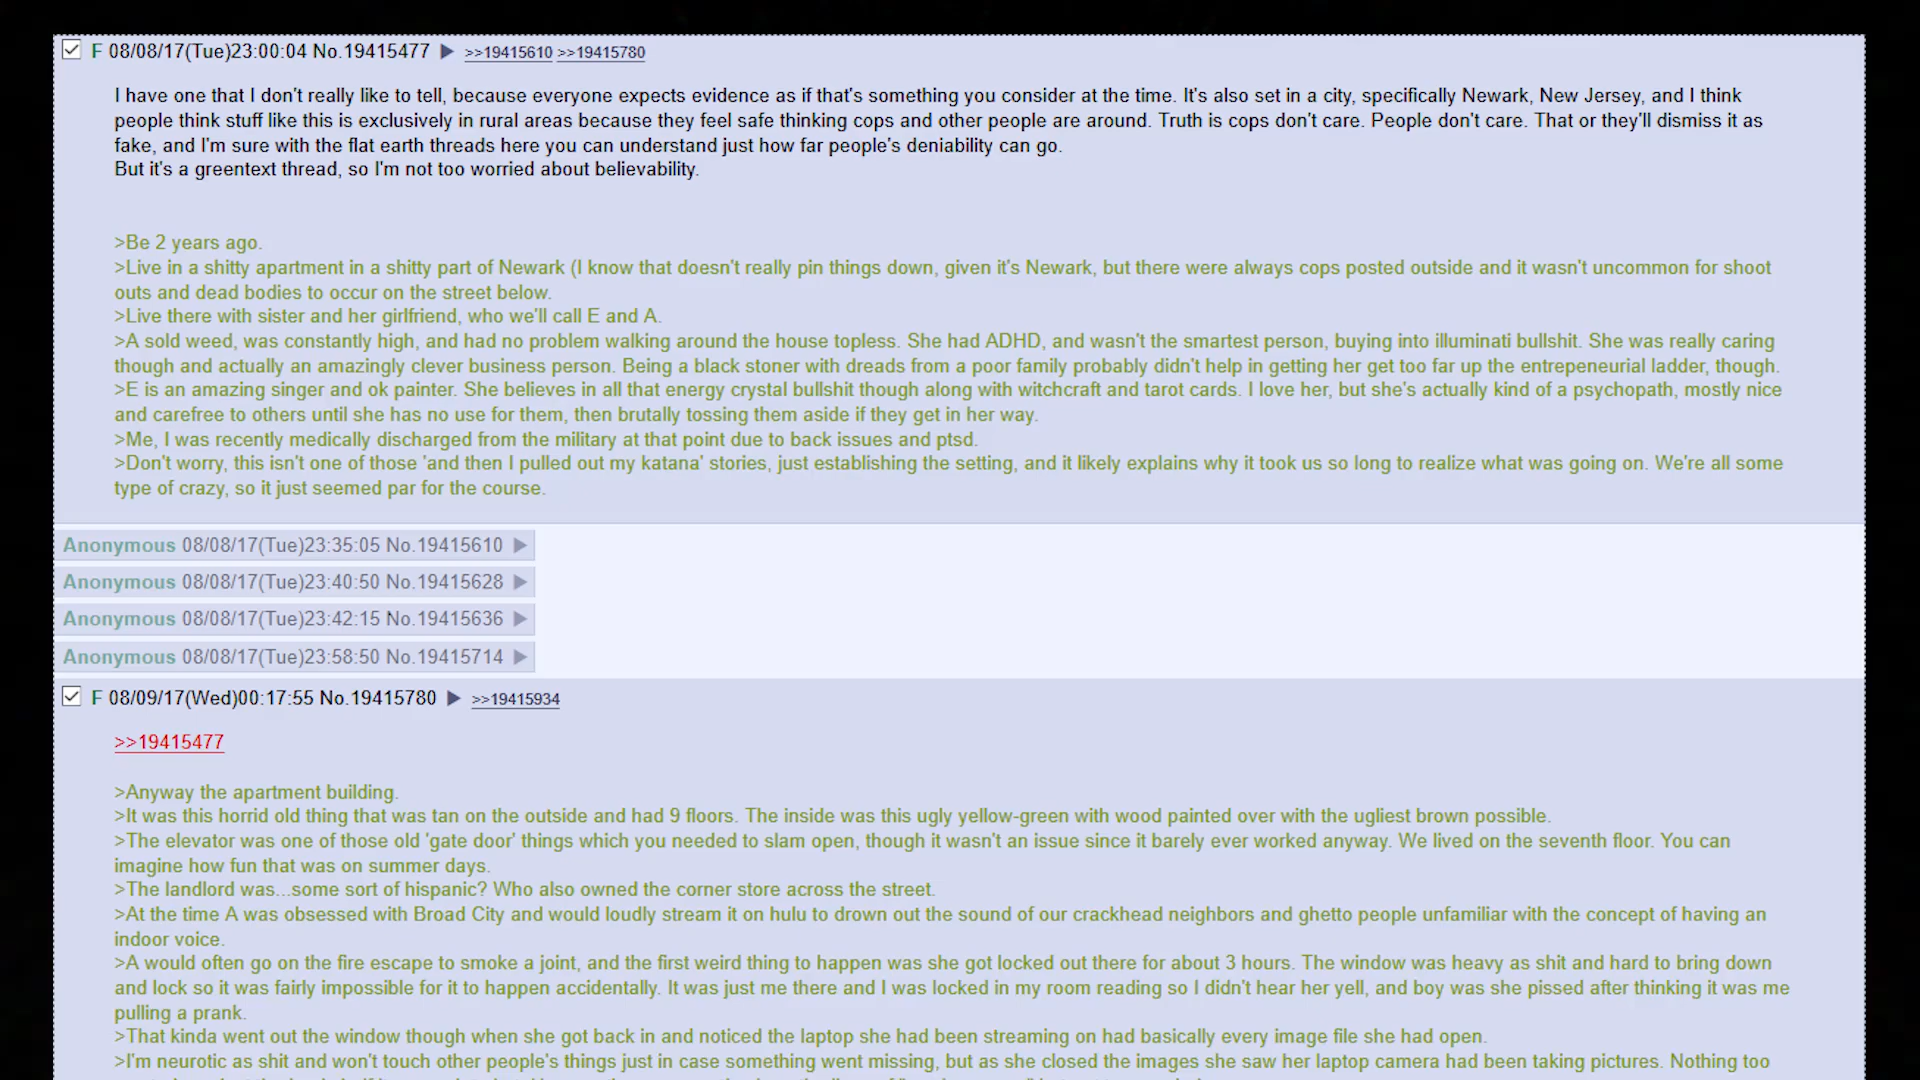 F 08/08/17(Tue)23:00:04 No.19415477 ▶ >>19415610 >>19415780
I have one that I don't really like to tell, because everyone expects evidence as if that's something you consider at the time. It's also set in a city, specifically Newark, New Jersey, and I think
people think stuff like this is exclusively in rural areas because they feel safe thinking cops and other people are around. Truth is cops don't care. People don't care. That or they'll dismiss it as
fake, and I'm sure with the flat earth threads here you can understand just how far people's deniability can go.
But it's a greentext thread, so I'm not too worried about believability.
>Be 2 years ago.
>Live in a shitty apartment in a shitty part of Newark (I know that doesn't really pin things down, given it's Newark, but there were always cops posted outside and it wasn't uncommon for shoot
outs and dead bodies to occur on the street below.
>Live there with sister and her girlfriend, who we'll call E and A.
>A sold weed, was constantly high, and had no problem walking around the house topless. She had ADHD, and wasn't the smartest person, buying into illuminati bullshit. She was really caring
though and actually an amazingly clever business person. Being a black stoner with dreads from a poor family probably didn't help in getting her get too far up the entrepeneurial ladder, though.
>E is an amazing singer and ok painter. She believes in all that energy crystal bullshit though along with witchcraft and tarot cards. I love her, but she's actually kind of a psychopath, mostly nice
and carefree to others until she has no use for them, then brutally tossing them aside if they get in her way.
>Me, I was recently medically discharged from the military at that point due to back issues and ptsd.
>Don't worry, this isn't one of those 'and then I pulled out my katana' stories, just establishing the setting, and it likely explains why it took us so long to realize what was going on. We're all some
type of crazy, so it just seemed par for the course.
Anonymous 08/08/17(Tue)23:35:05 No.19415610 ▶
Anonymous 08/08/17(Tue)23:40:50 No.19415628 ▶
Anonymous 08/08/17(Tue)23:42:15 No.19415636 ▶
Anonymous 08/08/17(Tue)23:58:50 No.19415714 ▶
F 08/09/17(Wed)00:17:55 No.19415780 ▶ >>19415934
>>19415477
>Anyway the apartment building.
>It was this horrid old thing that was tan on the outside and had 9 floors. The inside was this ugly yellow-green with wood painted over with the ugliest brown possible.
>The elevator was one of those old 'gate door' things which you needed to slam open, though it wasn't an issue since it barely ever worked anyway. We lived on the seventh floor. You can
imagine how fun that was on summer days.
>The landlord was...some sort of hispanic? Who also owned the corner store across the street.
>At the time A was obsessed with Broad City and would loudly stream it on hulu to drown out the sound of our crackhead neighbors and ghetto people unfamiliar with the concept of having an
indoor voice.
>A would often go on the fire escape to smoke a joint, and the first weird thing to happen was she got locked out there for about 3 hours. The window was heavy as shit and hard to bring down
and lock so it was fairly impossible for it to happen accidentally. It was just me there and I was locked in my room reading so I didn't hear her yell, and boy was she pissed after thinking it was me
pulling a prank.
>That kinda went out the window though when she got back in and noticed the laptop she had been streaming on had basically every image file she had open.
>I'm neurotic as shit and won't touch other people's things just in case something went missing, but as she closed the images she saw her laptop camera had been taking pictures. Nothing too